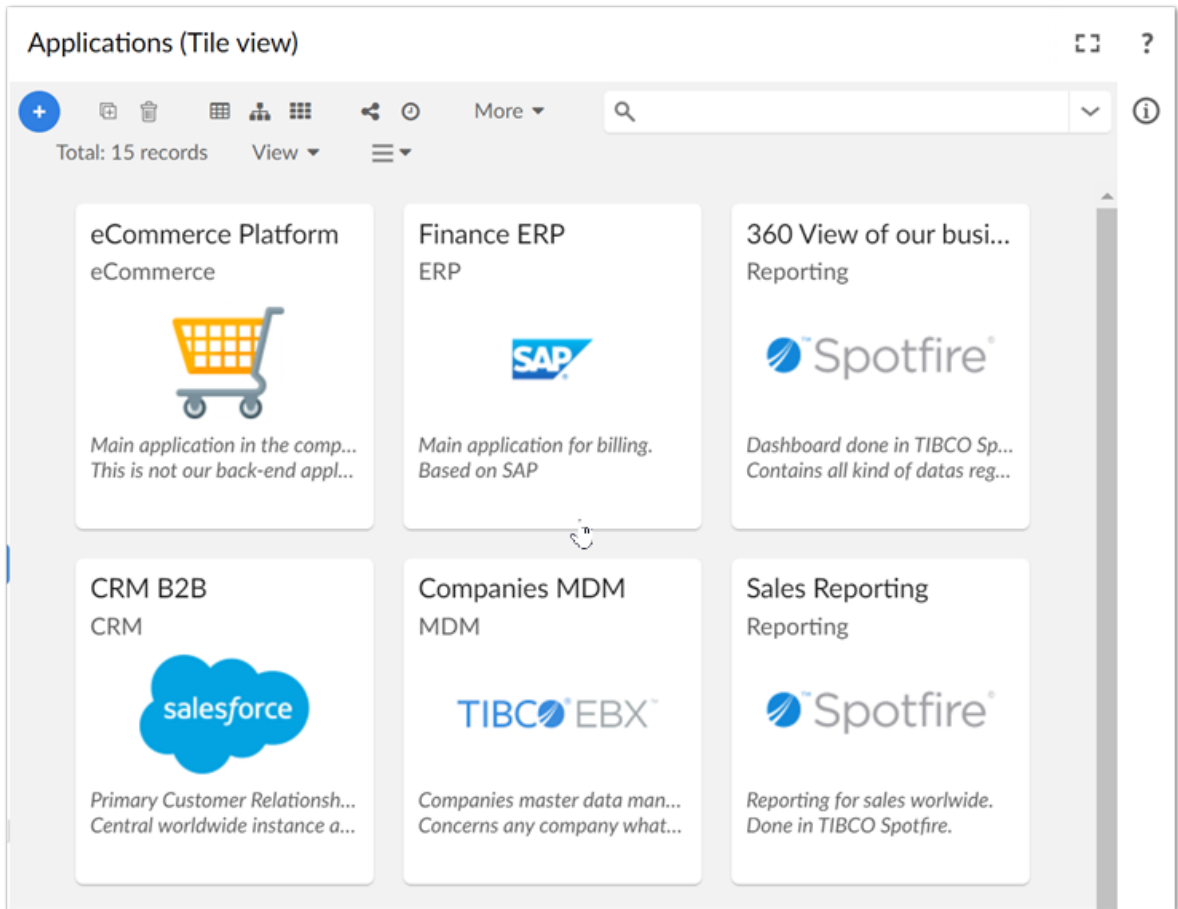 Applications (Tile view)
?
More
Total: 15 records
View
eCommerce Platform
eCommerce
Main application in the comp...
This is not our back-end appl...
Finance ERP
ERP
SAP
Main application for billing.
Based on SAP
360 View of our busi...
Reporting
Spotfire
Dashboard done in TIBCO Sp...
Contains all kind of datas reg...
CRM B2B
CRM
salesforce
Primary Customer Relationsh...
Central worldwide instance a...
Companies MDM
MDM
TIBCO EBX™
Companies master data man...
Concerns any company what...
Sales Reporting
Reporting
Spotfire
Reporting for sales worlwide.
Done in TIBCO Spotfire.